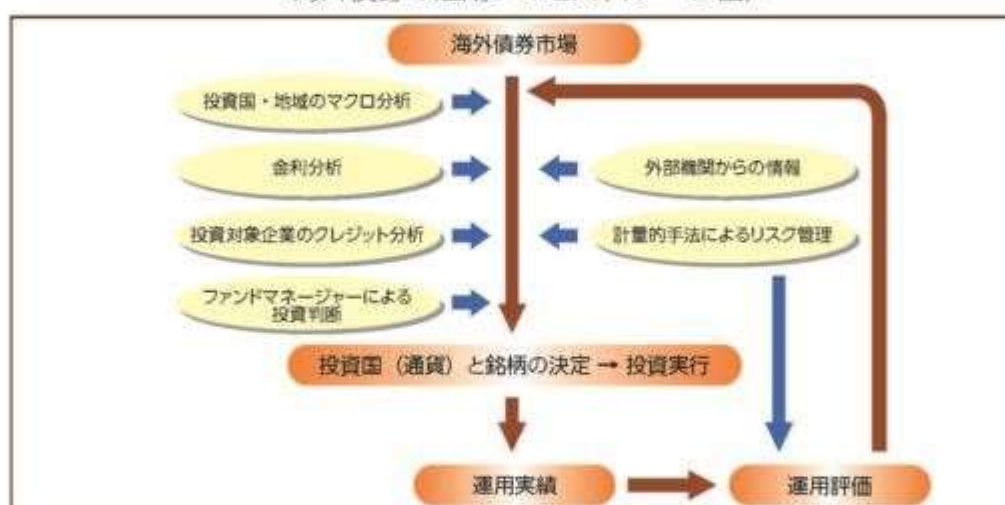 海外債券市場
投資国・地域のマクロ分析
金利分析
外部機関からの情報
投資対象企業のクレジット分析
計量的手法によるリスク管理
ファンドマネージャーによる
投資判断
投資国（通貨）と銘柄の決定 → 投資実行
運用実績
運用評価